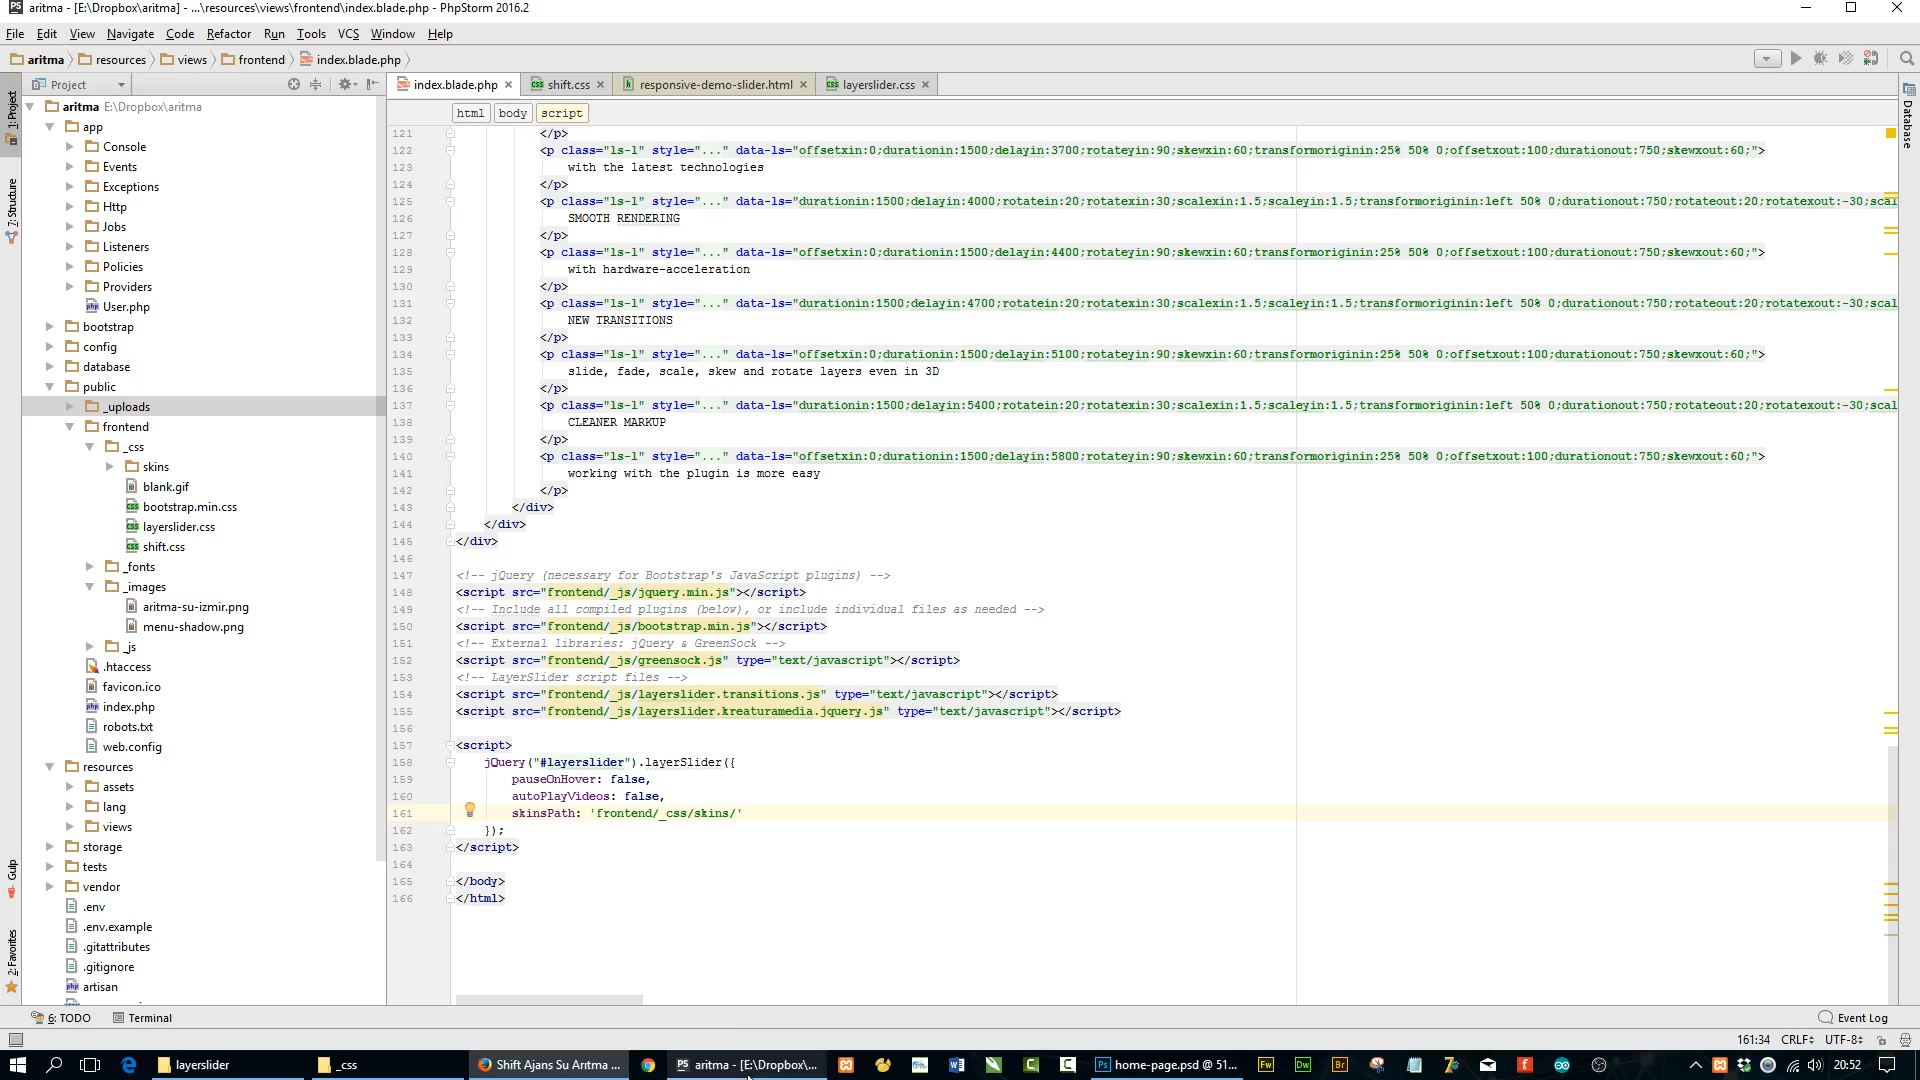 aritma - [E:\Dropbox\aritma] - ...\resources\views\frontend\index.blade.php - PhpStorm 2016.2
File Edit View Navigate Code Refactor Run Tools VCS Window Help
aritma resources views frontend index.blade.php
Project
index.blade.php shift.css responsive-demo-slider.html layerslider.css
html body script
1: Project
7: Structure
Gulp
2: Favorites
Database
aritma E:\Dropbox\aritma
app
Console
Events
Exceptions
Http
Jobs
Listeners
Policies
Providers
User.php
bootstrap
config
database
public
_uploads
frontend
_css
skins
blank.gif
bootstrap.min.css
layerslider.css
shift.css
_fonts
_images
aritma-su-izmir.png
menu-shadow.png
_js
.htaccess
favicon.ico
index.php
robots.txt
web.config
resources
assets
lang
views
storage
tests
vendor
.env
.env.example
.gitattributes
.gitignore
artisan
121 </p>
122 <p class="ls-l" style="..." data-ls="offsetxin:0;durationin:1500;delayin:3700;rotateyin:90;skewxin:60;transformoriginin:25% 50% 0;offsetxout:100;durationout:750;skewxout:60;">
123 with the latest technologies
124 </p>
125 <p class="ls-l" style="..." data-ls="durationin:1500;delayin:4000;rotatein:20;rotatexin:30;scalexin:1.5;scaleyin:1.5;transformoriginin:left 50% 0;durationout:750;rotateout:20;rotatexout:-30;scal
126 SMOOTH RENDERING
127 </p>
128 <p class="ls-l" style="..." data-ls="offsetxin:0;durationin:1500;delayin:4400;rotateyin:90;skewxin:60;transformoriginin:25% 50% 0;offsetxout:100;durationout:750;skewxout:60;">
129 with hardware-acceleration
130 </p>
131 <p class="ls-l" style="..." data-ls="durationin:1500;delayin:4700;rotatein:20;rotatexin:30;scalexin:1.5;scaleyin:1.5;transformoriginin:left 50% 0;durationout:750;rotateout:20;rotatexout:-30;scal
132 NEW TRANSITIONS
133 </p>
134 <p class="ls-l" style="..." data-ls="offsetxin:0;durationin:1500;delayin:5100;rotateyin:90;skewxin:60;transformoriginin:25% 50% 0;offsetxout:100;durationout:750;skewxout:60;">
135 slide, fade, scale, skew and rotate layers even in 3D
136 </p>
137 <p class="ls-l" style="..." data-ls="durationin:1500;delayin:5400;rotatein:20;rotatexin:30;scalexin:1.5;scaleyin:1.5;transformoriginin:left 50% 0;durationout:750;rotateout:20;rotatexout:-30;scal
138 CLEANER MARKUP
139 </p>
140 <p class="ls-l" style="..." data-ls="offsetxin:0;durationin:1500;delayin:5800;rotateyin:90;skewxin:60;transformoriginin:25% 50% 0;offsetxout:100;durationout:750;skewxout:60;">
141 working with the plugin is more easy
142 </p>
143 </div>
144 </div>
145 </div>
146
147 <!-- jQuery (necessary for Bootstrap's JavaScript plugins) -->
148 <script src="frontend/_js/jquery.min.js"></script>
149 <!-- Include all compiled plugins (below), or include individual files as needed -->
150 <script src="frontend/_js/bootstrap.min.js"></script>
151 <!-- External libraries: jQuery & GreenSock -->
152 <script src="frontend/_js/greensock.js" type="text/javascript"></script>
153 <!-- LayerSlider script files -->
154 <script src="frontend/_js/layerslider.transitions.js" type="text/javascript"></script>
155 <script src="frontend/_js/layerslider.kreaturamedia.jquery.js" type="text/javascript"></script>
156
157 <script>
158 jQuery("#layerslider").layerSlider({
159 pauseOnHover: false,
160 autoPlayVideos: false,
161 skinsPath: 'frontend/_css/skins/'
162 });
163 </script>
164
165 </body>
166 </html>
6: TODO Terminal Event Log
161:34 CRLF UTF-8
layerslider _css Shift Ajans Su Aritma ... aritma - [E:\Dropbox\... home-page.psd @ 51... 20:52